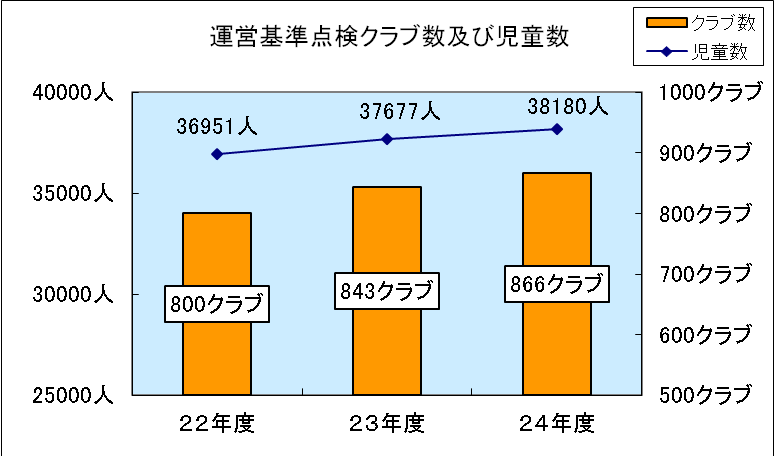 運営基準点検クラブ数及び児童数
クラブ数
児童数
40000人
35000人
30000人
25000人
1000クラブ
900クラブ
800クラブ
700クラブ
600クラブ
500クラブ
36951人
37677人
38180人
800クラブ
843クラブ
866クラブ
22年度
23年度
24年度